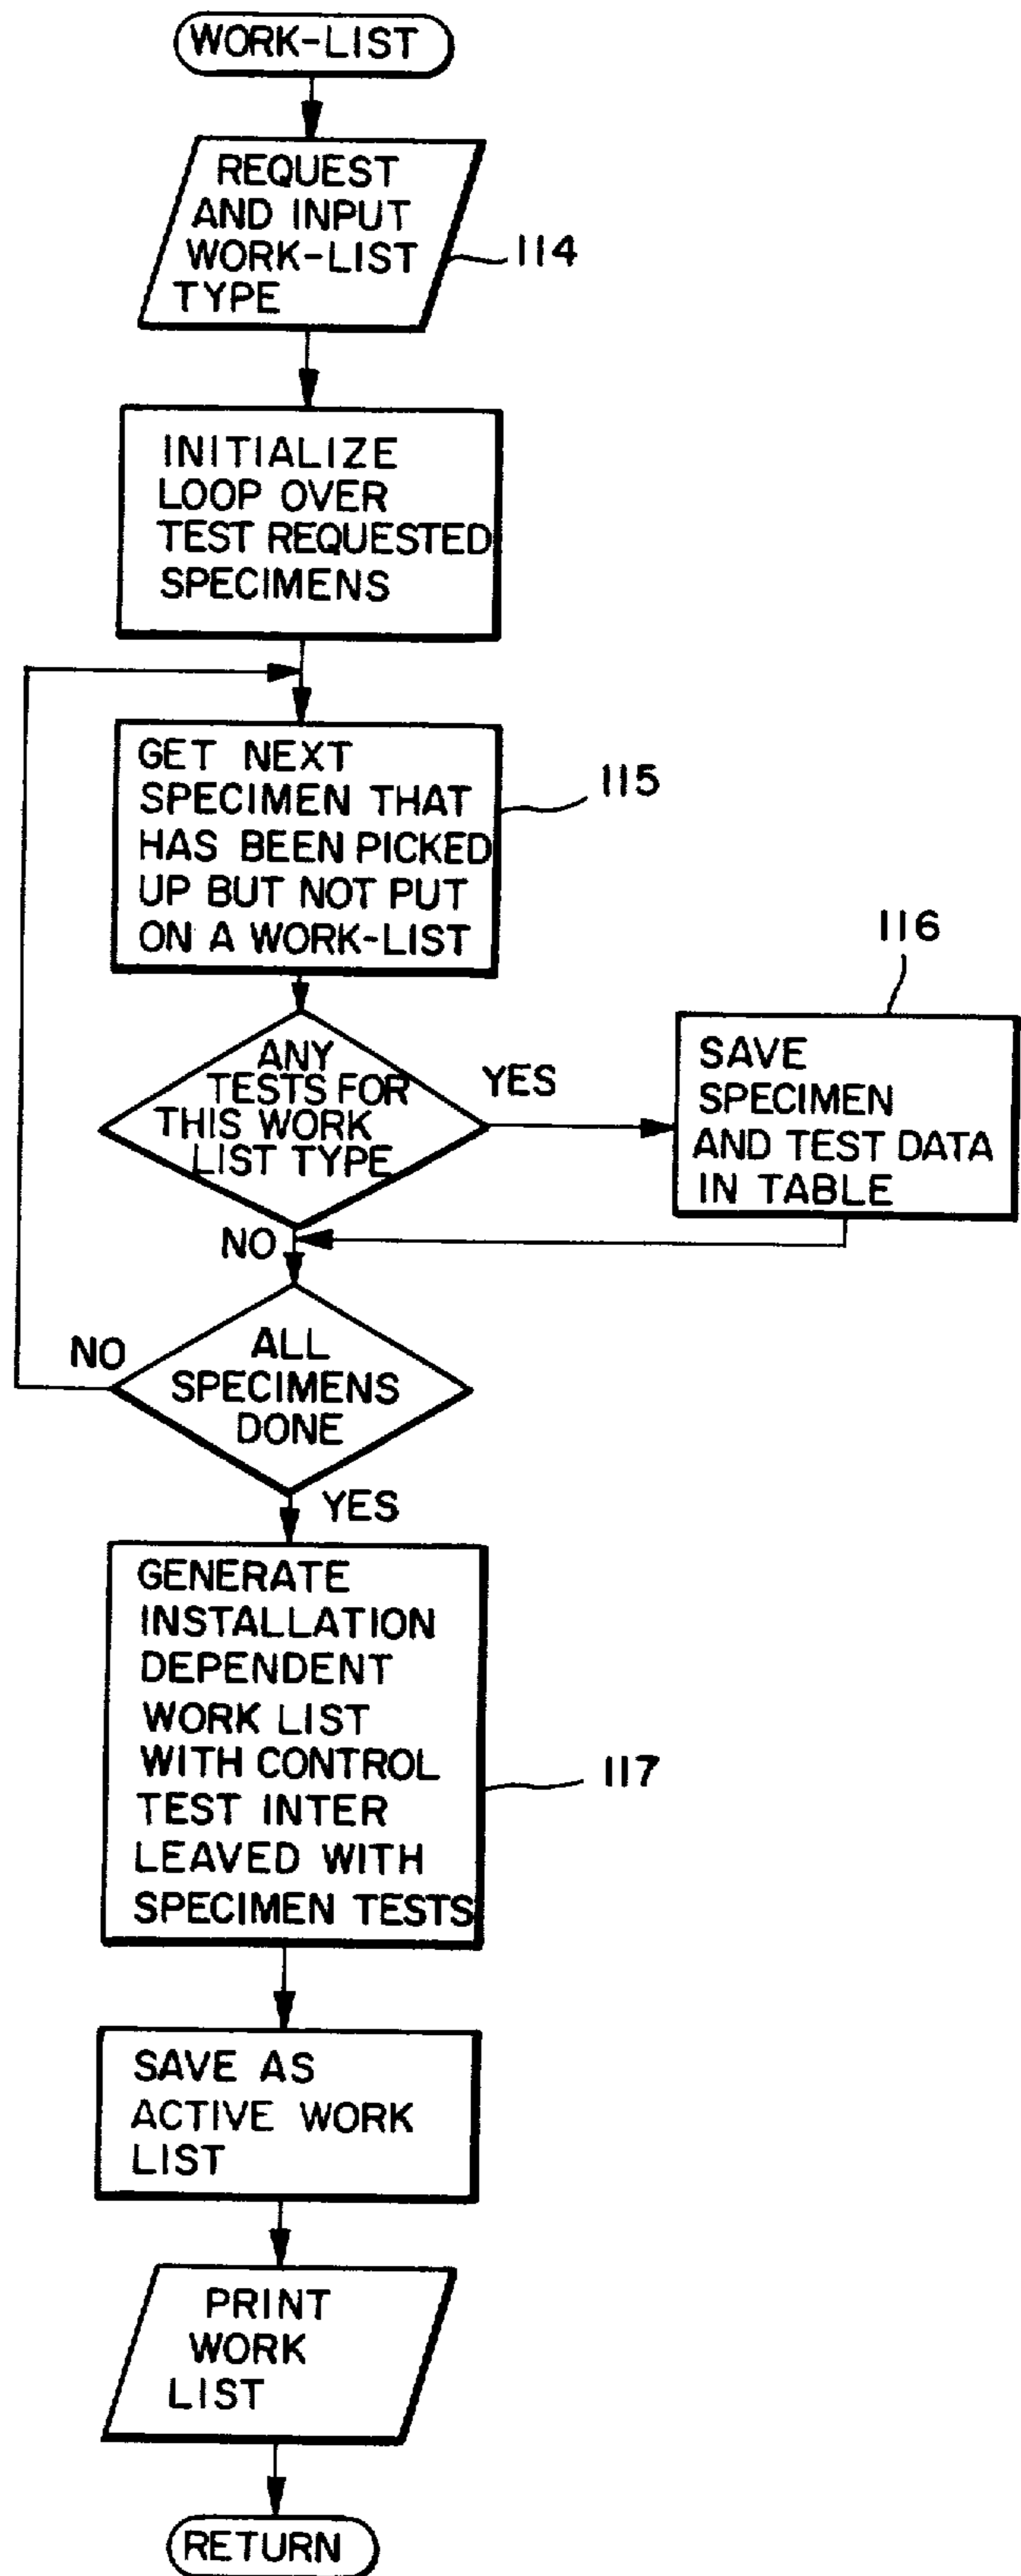 WORK-LIST
REQUEST
AND INPUT
WORK-LIST
TYPE
114
INITIALIZE
LOOP OVER
TEST REQUESTED
SPECIMENS
GET NEXT
SPECIMEN THAT
HAS BEEN PICKED
UP BUT NOT PUT
ON A WORK-LIST
115
ANY
TESTS FOR
THIS WORK
LIST TYPE
YES
116
SAVE
SPECIMEN
AND TEST DATA
IN TABLE
NO
ALL
SPECIMENS
DONE
NO
YES
GENERATE
INSTALLATION
DEPENDENT
WORK LIST
WITH CONTROL
TEST INTER
LEAVED WITH
SPECIMEN TESTS
117
SAVE AS
ACTIVE WORK
LIST
PRINT
WORK
LIST
RETURN